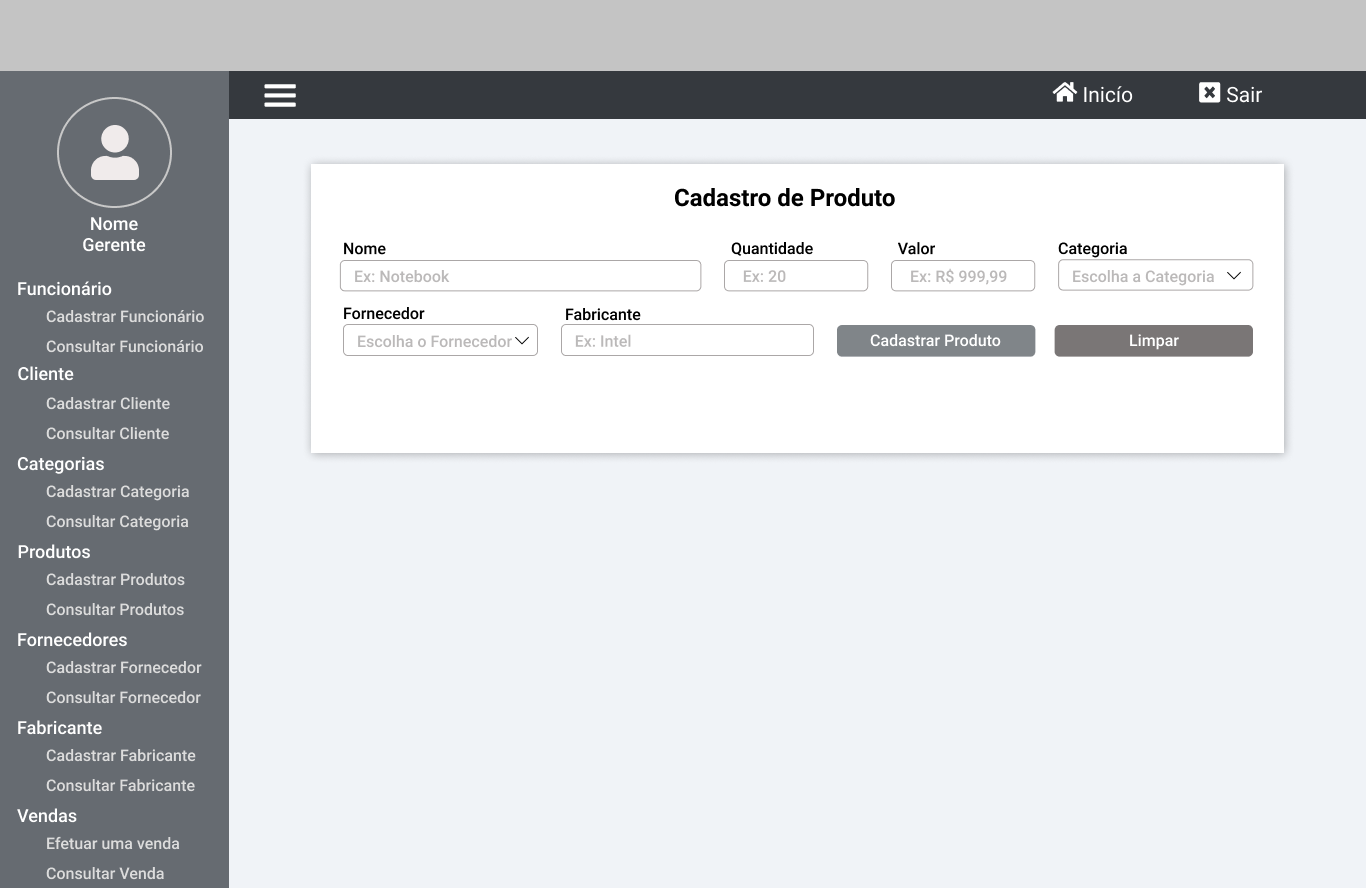 Inicío
Sair
Nome
Gerente
Funcionário
Cadastrar Funcionário
Consultar Funcionário
Cliente
Cadastrar Cliente
Consultar Cliente
Categorias
Cadastrar Categoria
Consultar Categoria
Produtos
Cadastrar Produtos
Consultar Produtos
Fornecedores
Cadastrar Fornecedor
Consultar Fornecedor
Fabricante
Cadastrar Fabricante
Consultar Fabricante
Vendas
Efetuar uma venda
Consultar Venda
Cadastro de Produto
Nome
Ex: Notebook
Quantidade
Ex: 20
Valor
Ex: R$ 999,99
Categoria
Escolha a Categoria
Fornecedor
Escolha o Fornecedor
Fabricante
Ex: Intel
Cadastrar Produto
Limpar